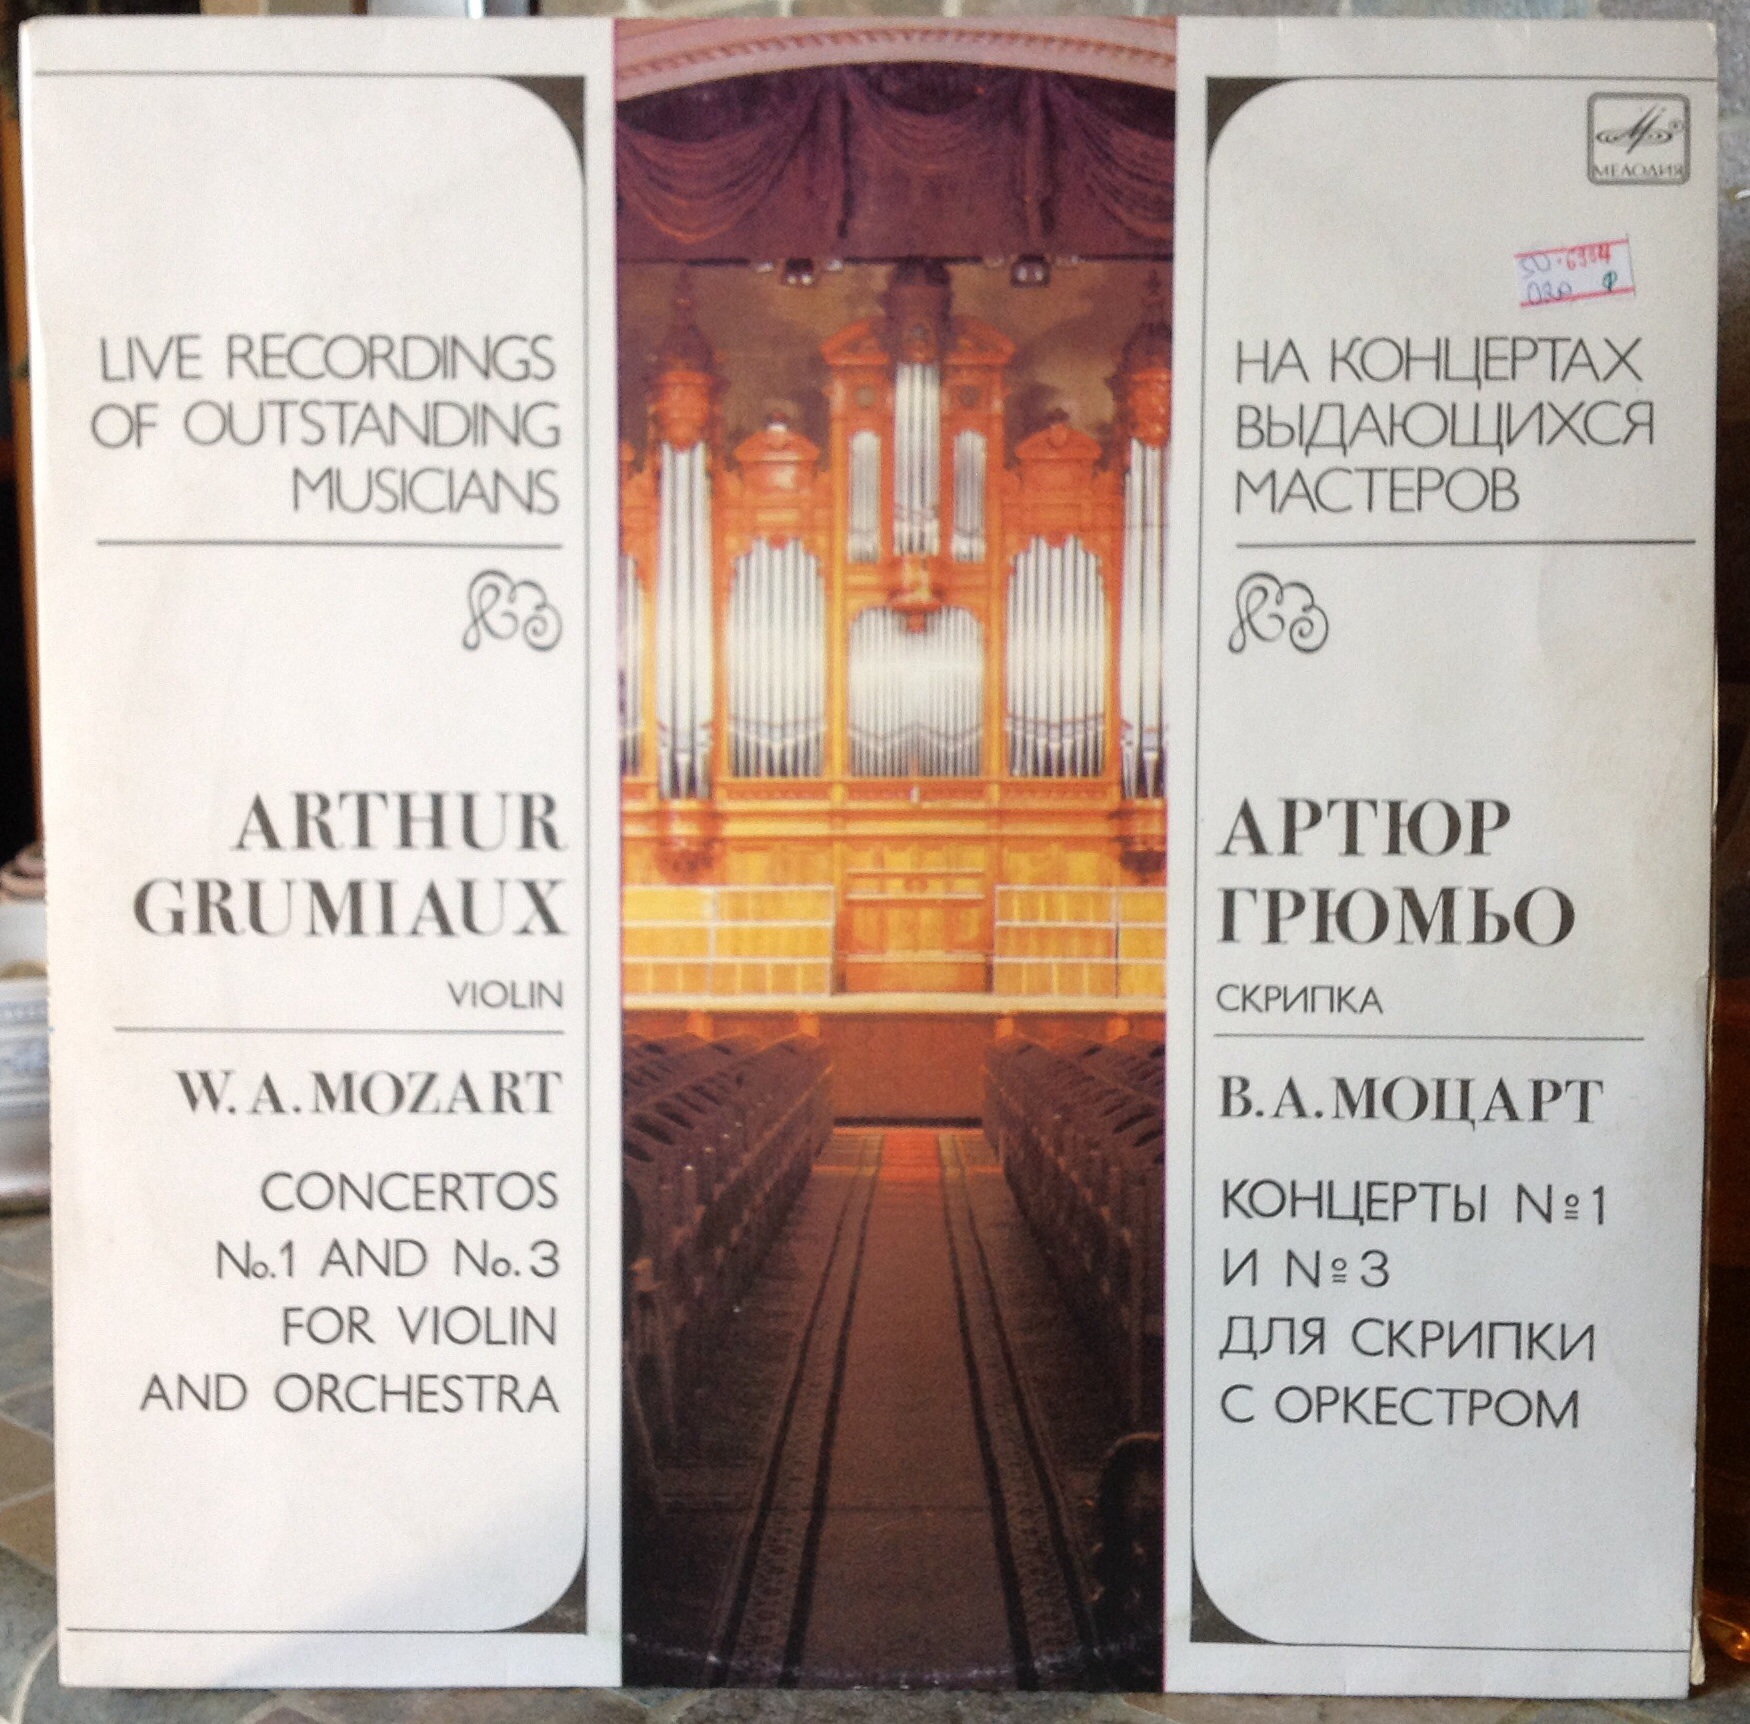 LIVE RECORDINGS
OF OUTSTANDING
MUSICIANS
ARTHUR
GRUMIAUX
VIOLIN
W. A. MOZART
CONCERTOS
No. 1 AND No. 3
FOR VIOLIN
AND ORCHESTRA
МЕЛОДИЯ
НА КОНЦЕРТАХ
ВЫДАЮЩИХСЯ
МАСТЕРОВ
АРТЮР
ГРЮМЬО
СКРИПКА
В. А. МОЦАРТ
КОНЦЕРТЫ №1
И №3
ДЛЯ СКРИПКИ
С ОРКЕСТРОМ